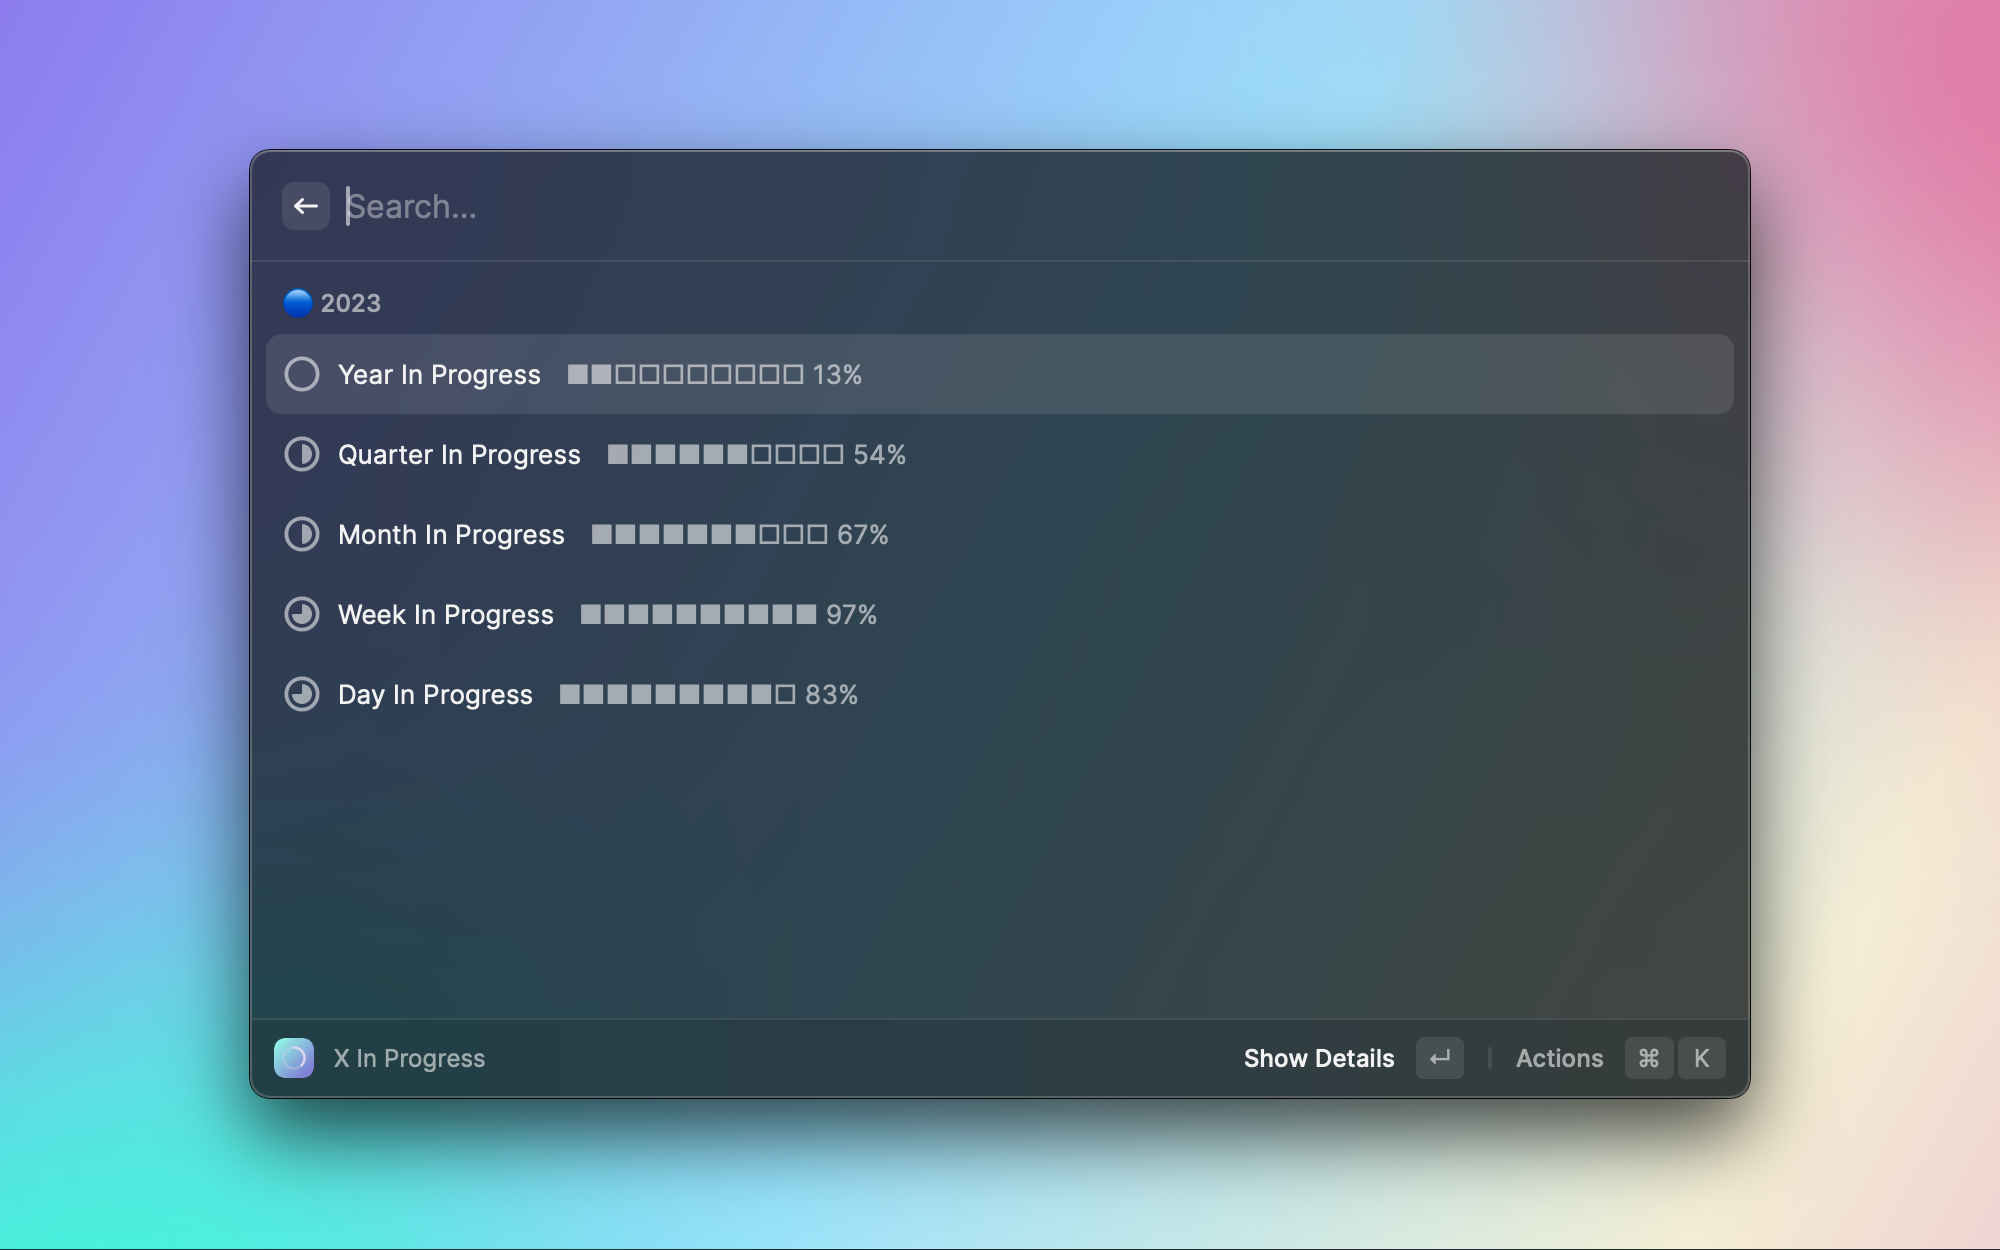 Search...
2023
Year In Progress ■■□□□□□□□□ 13%
Quarter In Progress ■■■■■■□□□□ 54%
Month In Progress ■■■■■■■□□□ 67%
Week In Progress ■■■■■■■■■■ 97%
Day In Progress ■■■■■■■■■□ 83%
X In Progress Show Details ↵ Actions ⌘ K